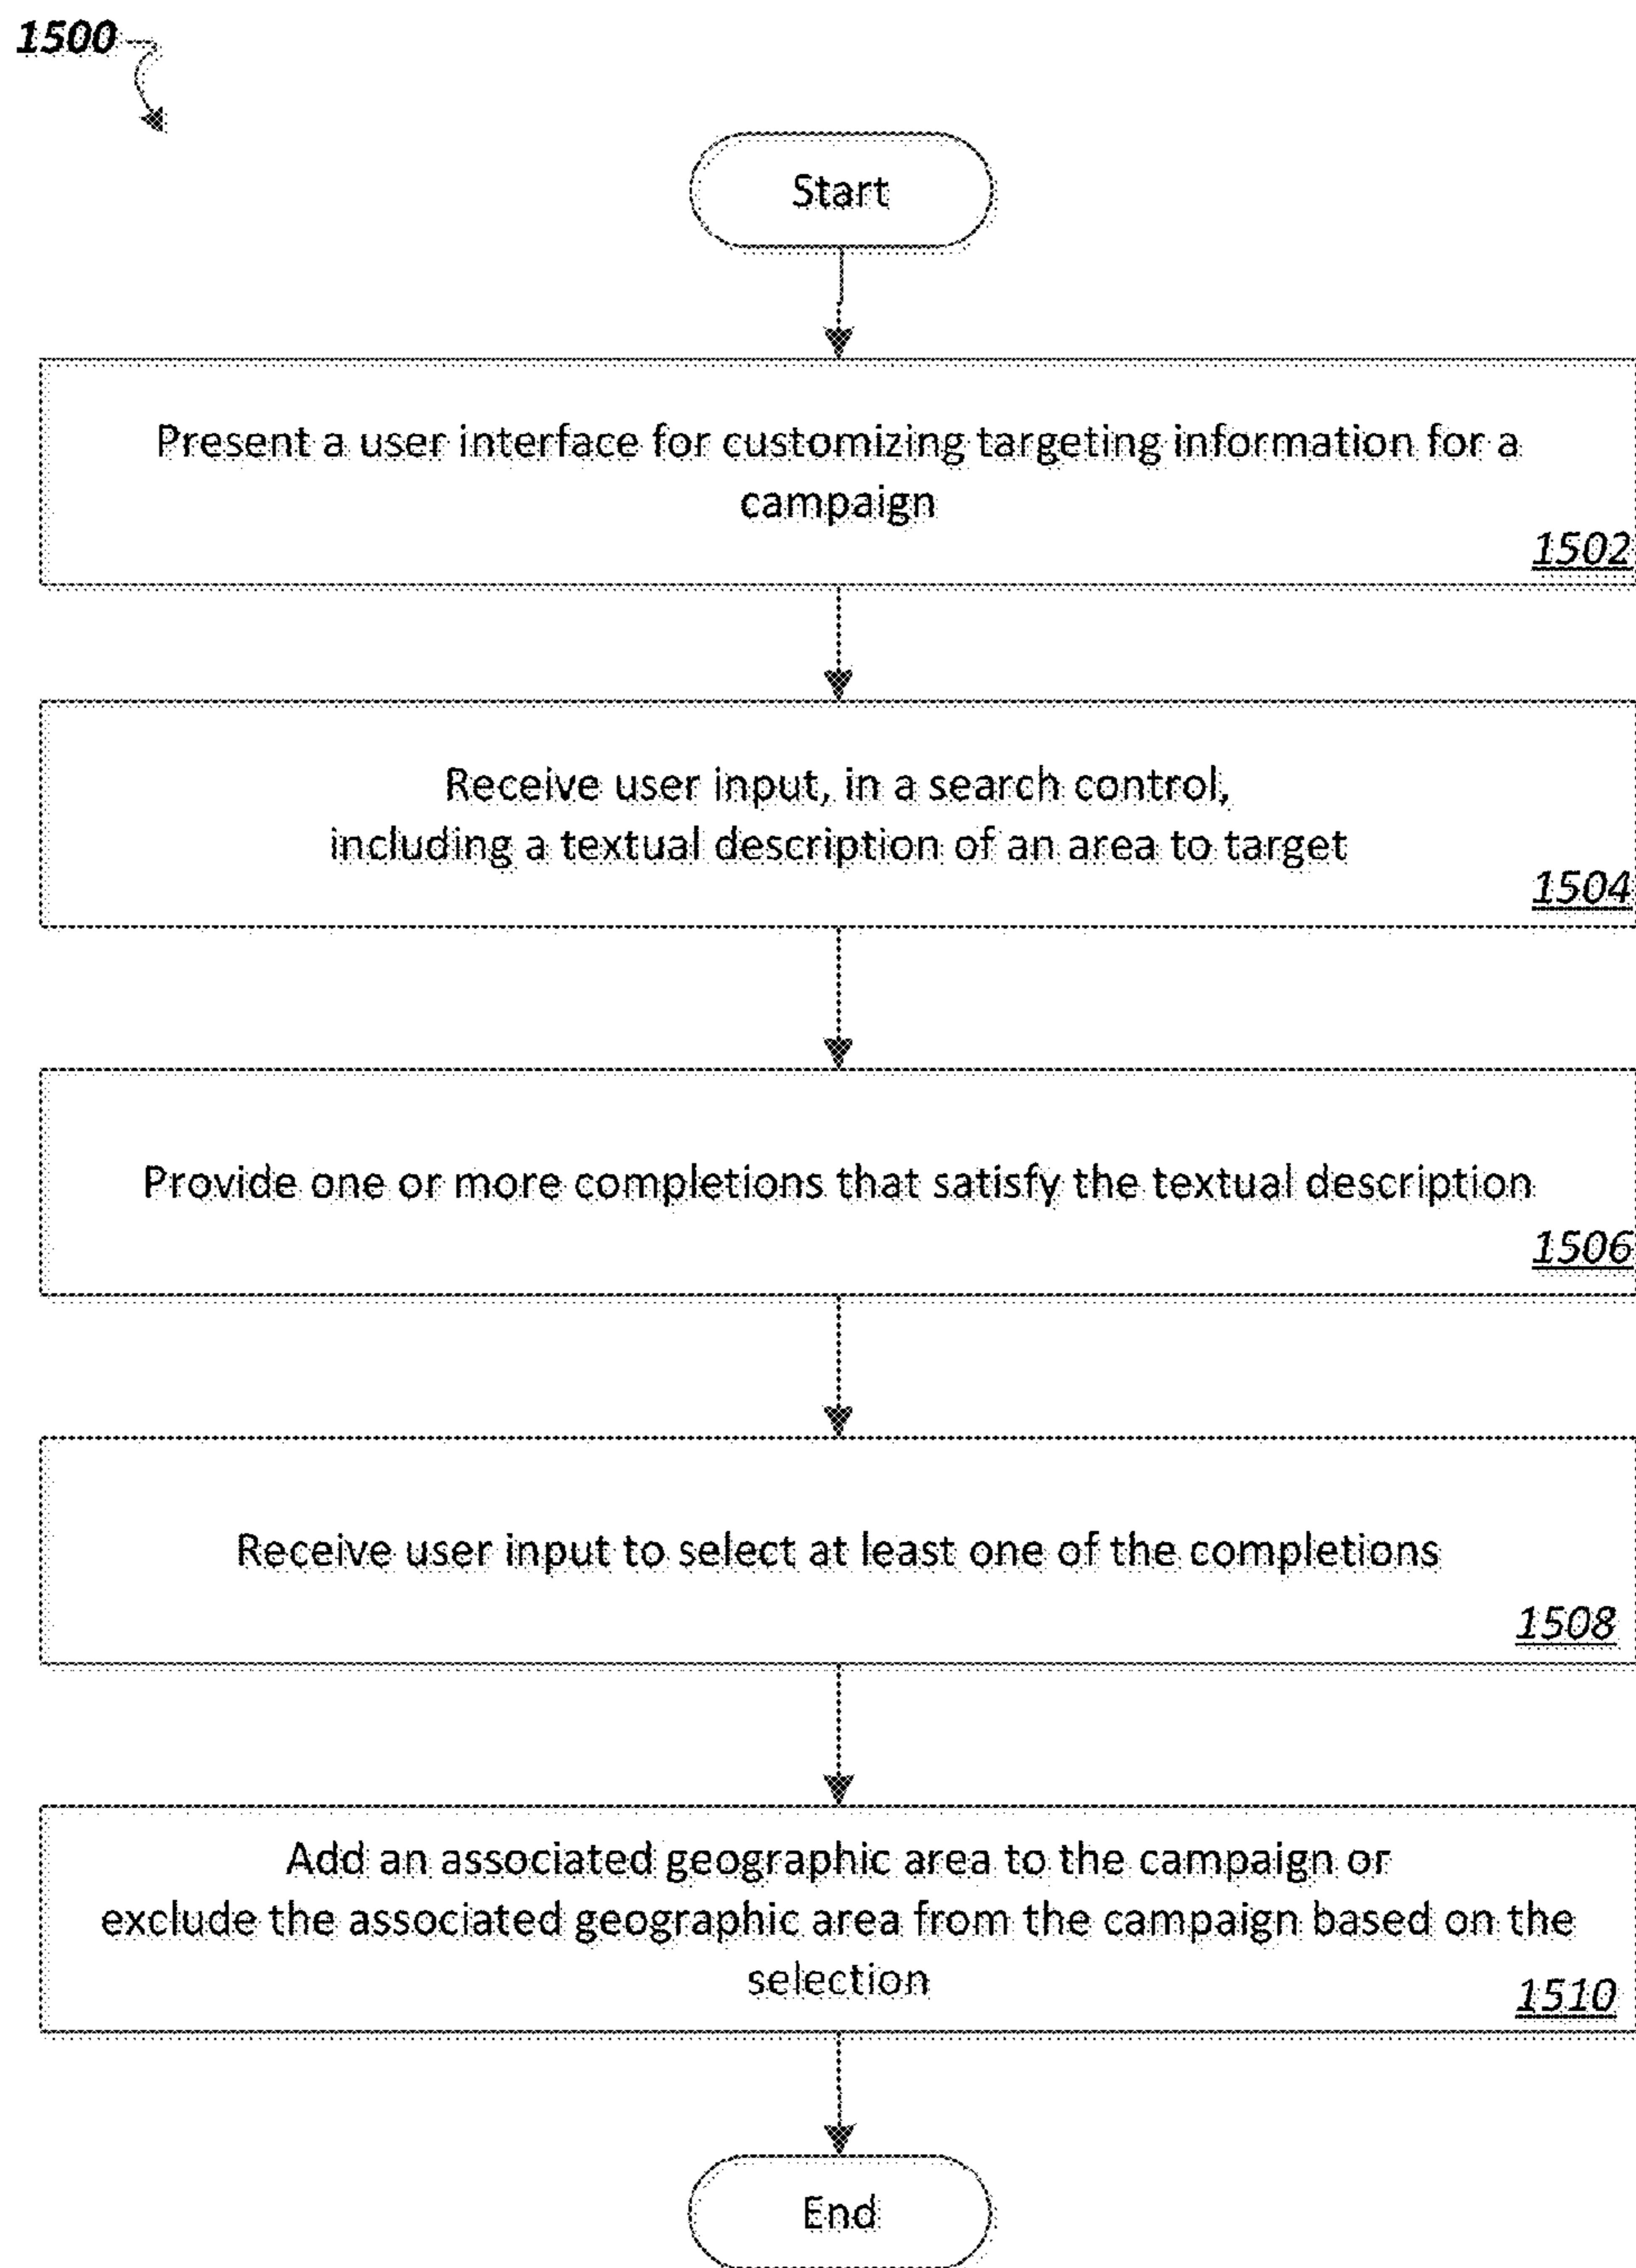 1500
Start
Present a user interface for customizing targeting information for a
campaign
1502
Receive user input, in a search control,
including a textual description of an area to target
1504
Provide one or more completions that satisfy the textual description
1506
Receive user input to select at least one of the completions
1508
Add an associated geographic area to the campaign or
exclude the associated geographic area from the campaign based on the
selection
1510
End